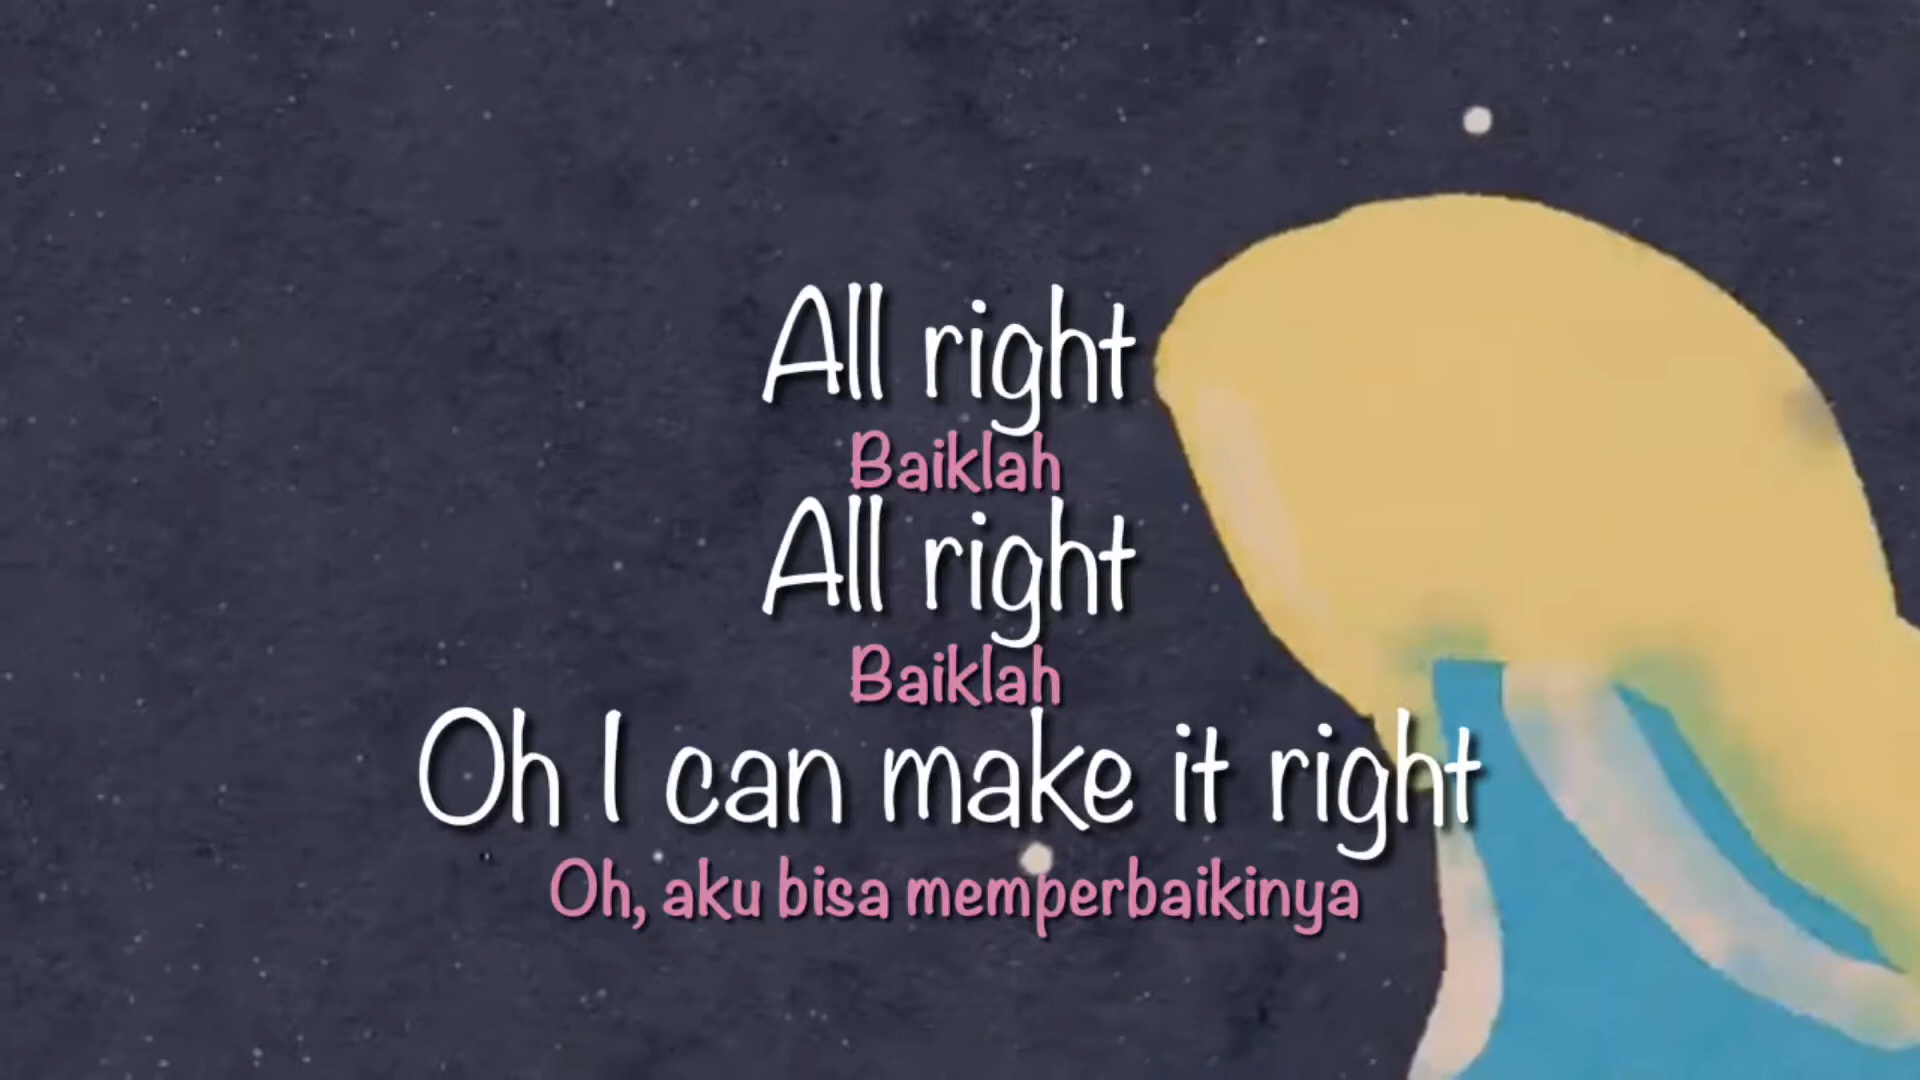 All right
Baiklah
All right
Baiklah
Oh I can make it right
Oh, aku bisa memperbaikinya